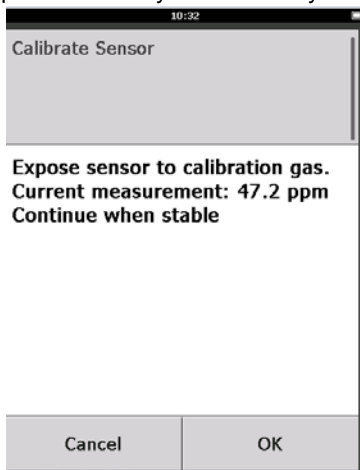 10:32
Calibrate Sensor
Expose sensor to calibration gas.
Current measurement: 47.2 ppm
Continue when stable
Cancel
OK